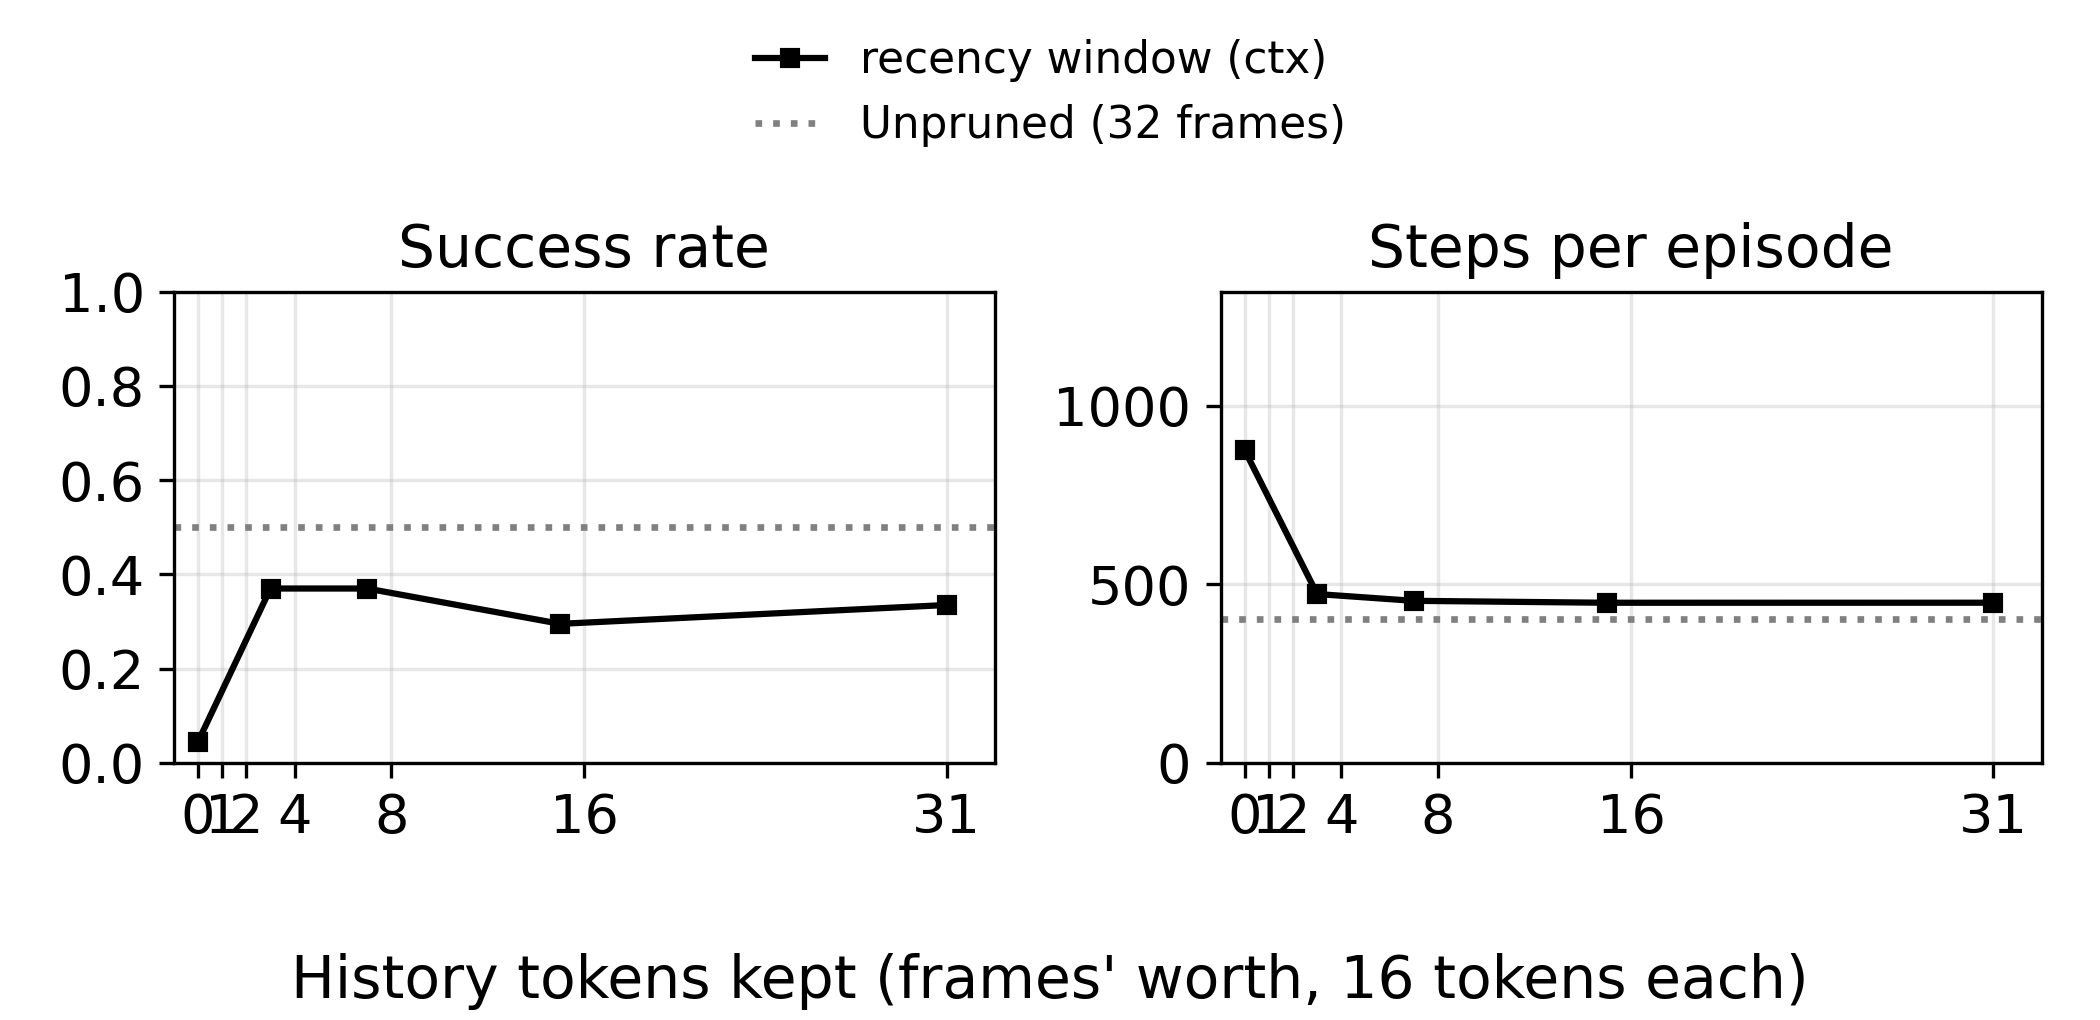 recency window (ctx)
Unpruned (32 frames)
Success rate
1.0
0.8
0.6
0.4
0.2
0.0
0 1 2 4 8 16 31
Steps per episode
1000
500
0
0 1 2 4 8 16 31
History tokens kept (frames' worth, 16 tokens each)